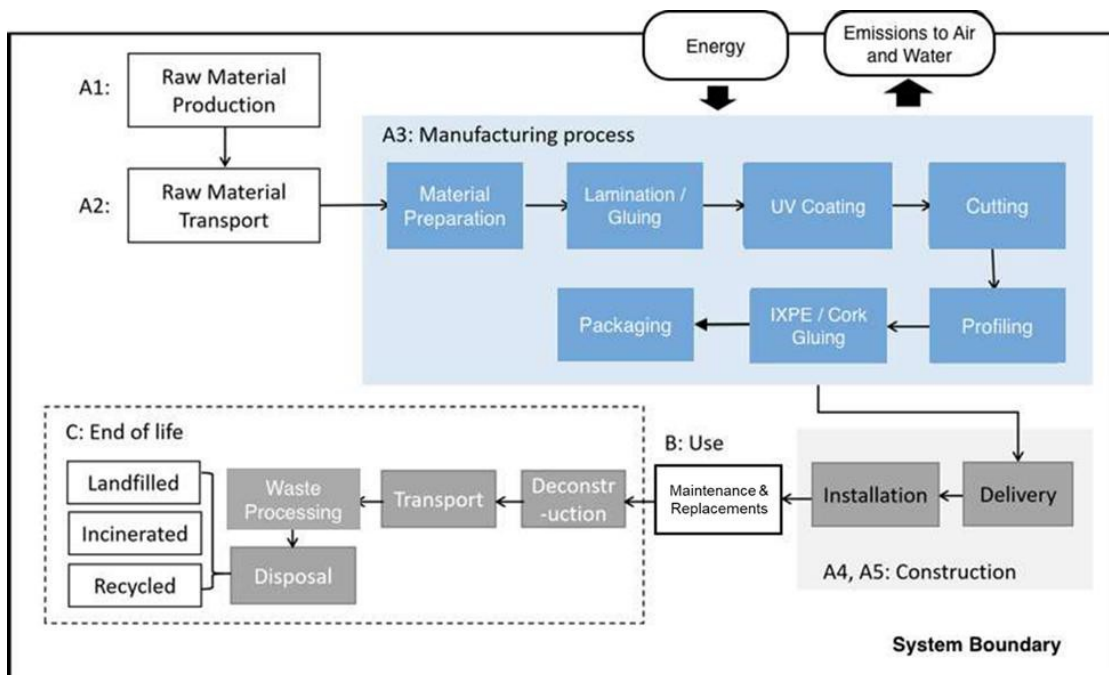 Energy
Emissions to Air
and Water
A1:
Raw Material
Production
A2:
Raw Material
Transport
A3: Manufacturing process
Material
Preparation
Lamination /
Gluing
UV Coating
Cutting
Packaging
IXPE / Cork
Gluing
Profiling
C: End of life
Landfilled
Incinerated
Recycled
Waste
Processing
Disposal
Transport
Deconstr
-uction
B: Use
Maintenance &
Replacements
Installation
Delivery
A4, A5: Construction
System Boundary